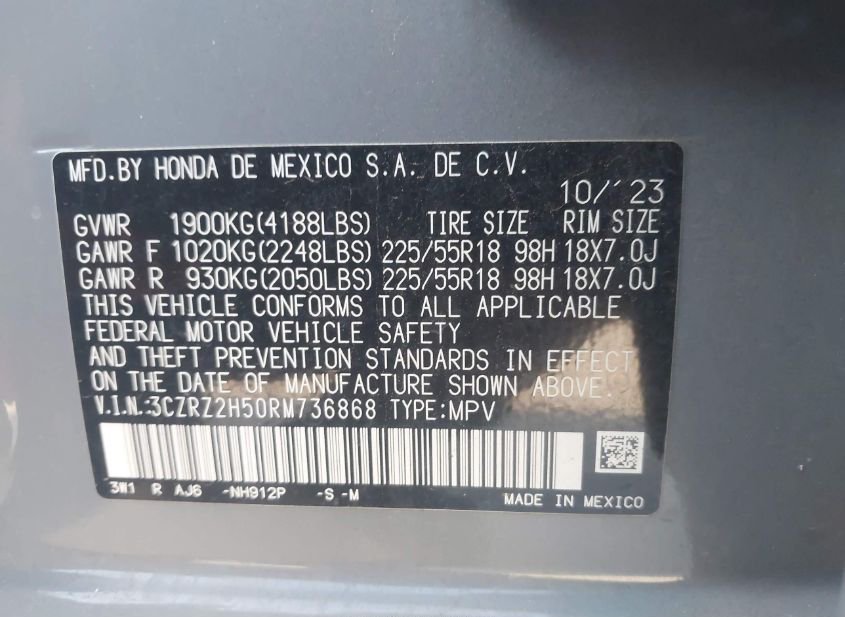 MFD.BY HONDA DE MEXICO S.A. DE C.V.
10/'23
GVWR 1900KG(4188LBS) TIRE SIZE RIM SIZE
GAWR F 1020KG(2248LBS) 225/55R18 98H 18X7.0J
GAWR R 930KG(2050LBS) 225/55R18 98H 18X7.0J
THIS VEHICLE CONFORMS TO ALL APPLICABLE
FEDERAL MOTOR VEHICLE SAFETY
AND THEFT PREVENTION STANDARDS IN EFFECT
ON THE DATE OF MANUFACTURE SHOWN ABOVE.
V.I.N.:3CZRZ2H50RM736868 TYPE:MPV
3W1 R AJ6 -NH912P -S -M
MADE IN MEXICO